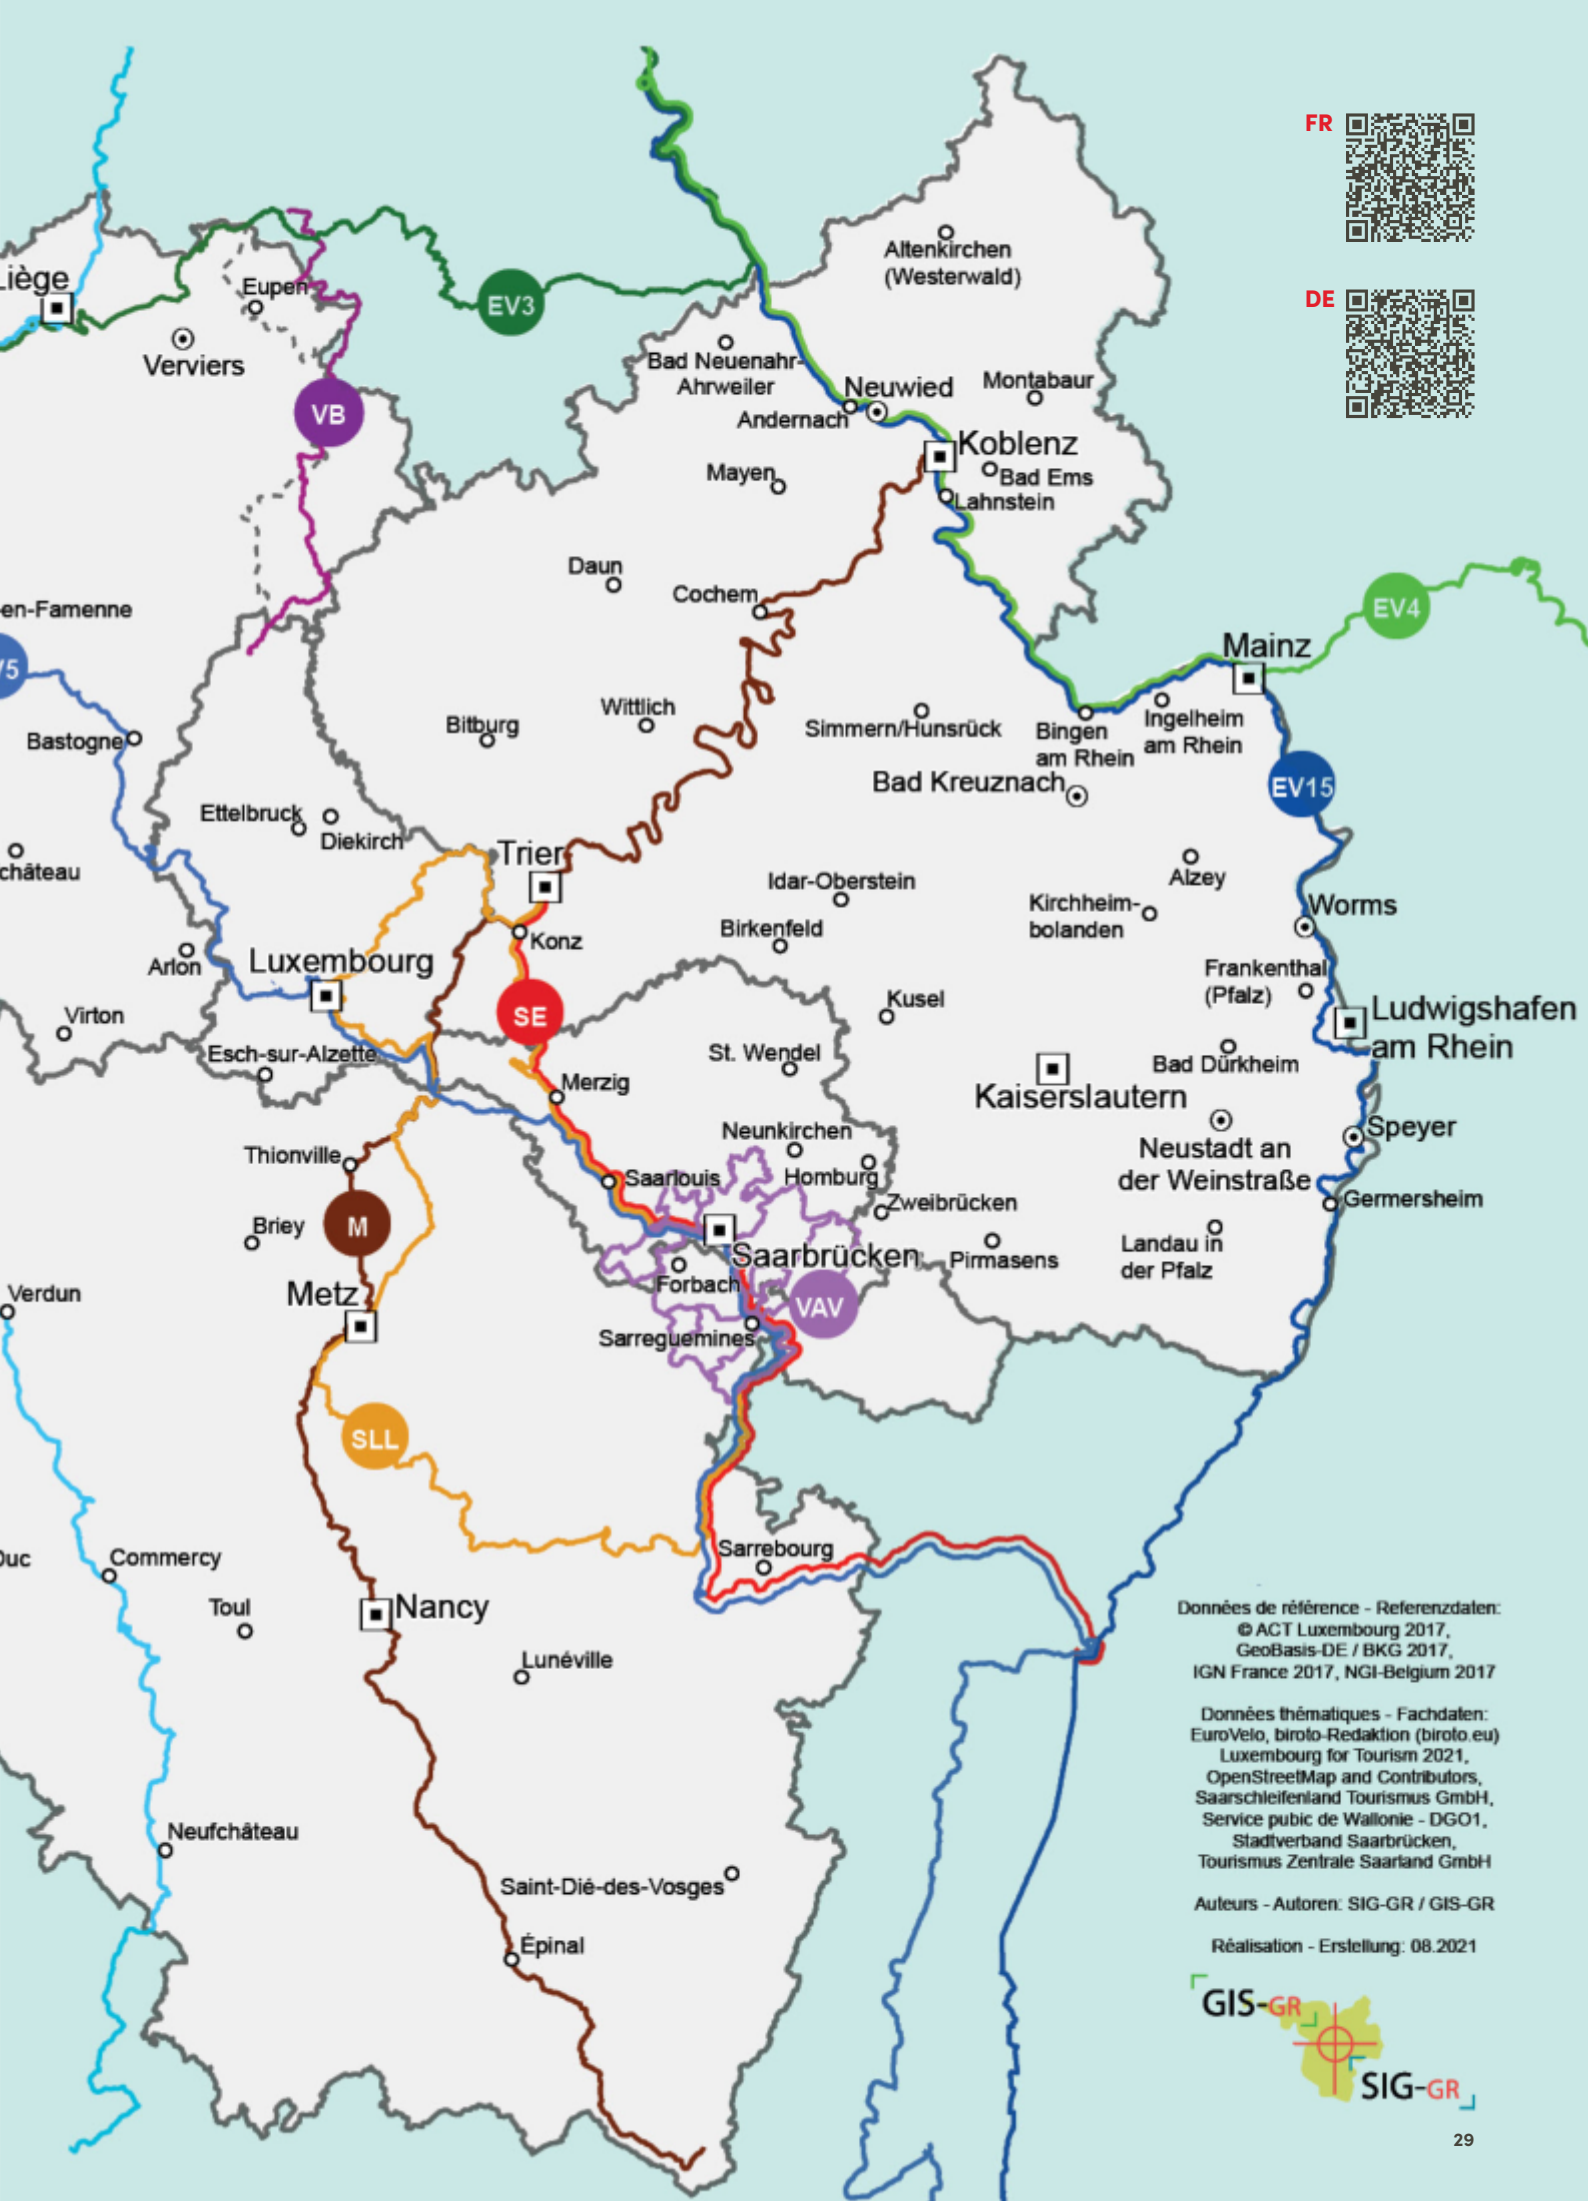 FR
DE
Altenkirchen
(Westerwald)
Liège
Eupen
EV3
Verviers
VB
Bad Neuenahr-
Ahrweiler
Neuwied
Andernach
Montabaur
Koblenz
Bad Ems
Lahnstein
Mayen
Daun
Cochem
-en-Famenne
EV4
Mainz
Bastogne
Bitburg
Wittlich
Simmern/Hunsrück
Bingen
am Rhein
Ingelheim
am Rhein
Bad Kreuznach
EV15
Ettelbruck
Diekirch
Trier
château
Idar-Oberstein
Alzey
Kirchheim-
bolanden
Worms
Birkenfeld
Konz
Arlon
Luxembourg
Frankenthal
(Pfalz)
Kusel
Ludwigshafen
am Rhein
SE
Virton
Esch-sur-Alzette
St. Wendel
Bad Dürkheim
Merzig
Kaiserslautern
Neunkirchen
Speyer
Thionville
Neustadt an
der Weinstraße
Saarlouis
Homburg
Zweibrücken
Germersheim
M
Briey
Saarbrücken
Pirmasens
Landau in
der Pfalz
Forbach
Metz
VAV
Verdun
Sarreguemines
SLL
Sarrebourg
Duc
Commercy
Toul
Nancy
Lunéville
Neufchâteau
Saint-Dié-des-Vosges
Épinal
Données de référence - Referenzdaten:
© ACT Luxembourg 2017,
GeoBasis-DE / BKG 2017,
IGN France 2017, NGI-Belgium 2017
Données thématiques - Fachdaten:
EuroVelo, biroto-Redaktion (biroto.eu)
Luxembourg for Tourism 2021,
OpenStreetMap and Contributors,
Saarschleifenland Tourismus GmbH,
Service pubic de Wallonie - DGO1,
Stadtverband Saarbrücken,
Tourismus Zentrale Saarland GmbH
Auteurs - Autoren: SIG-GR / GIS-GR
Réalisation - Erstellung: 08.2021
GIS-GR
SIG-GR
29